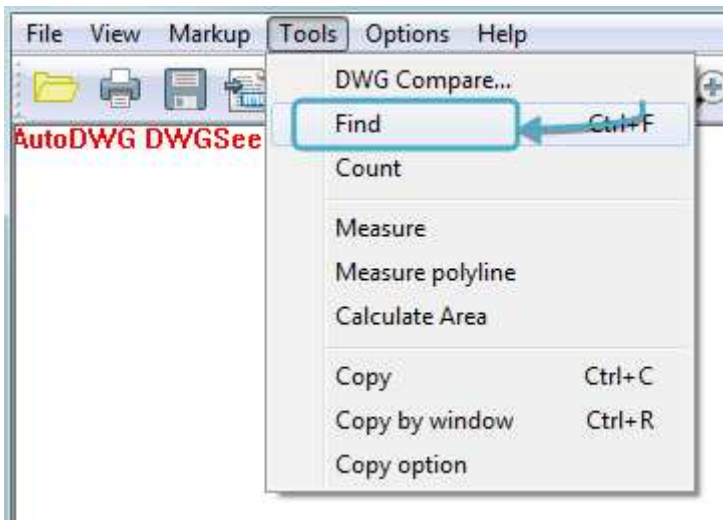 File View Markup Tools Options Help
AutoDWG DWGSee
DWG Compare...
Find Ctrl+F
Count
Measure
Measure polyline
Calculate Area
Copy Ctrl+C
Copy by window Ctrl+R
Copy option